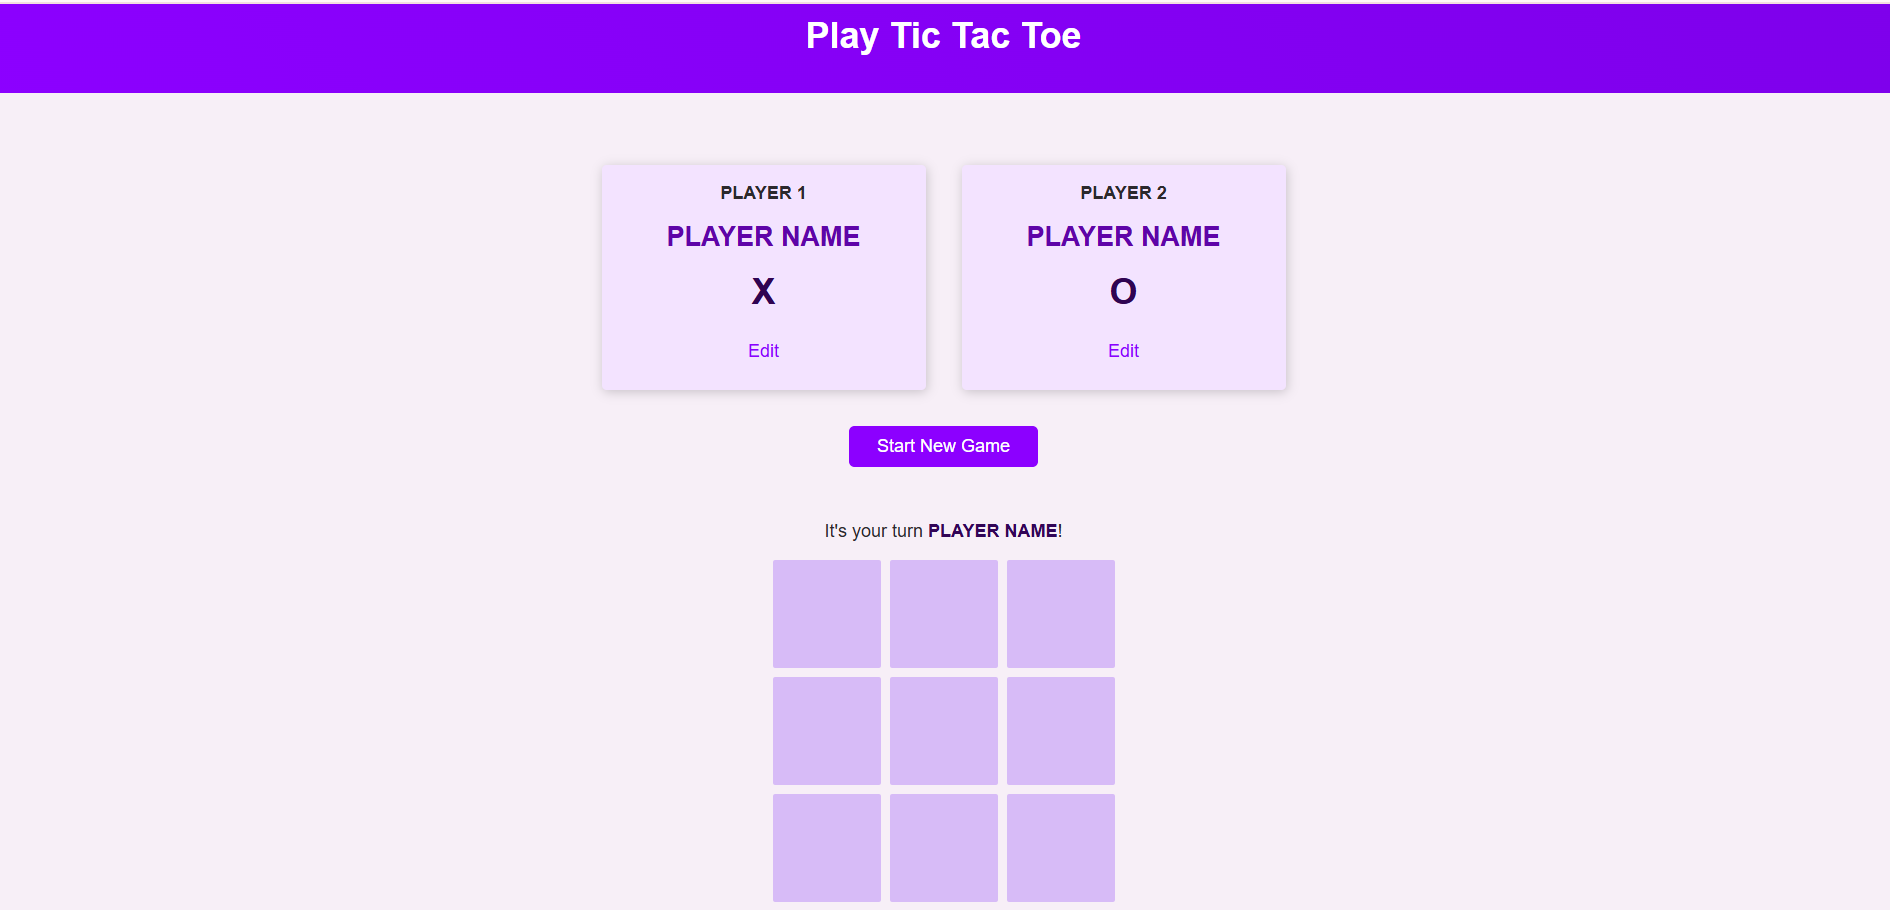 Play Tic Tac Toe
PLAYER 1
PLAYER NAME
X
Edit
PLAYER 2
PLAYER NAME
O
Edit
Start New Game
It's your turn PLAYER NAME!